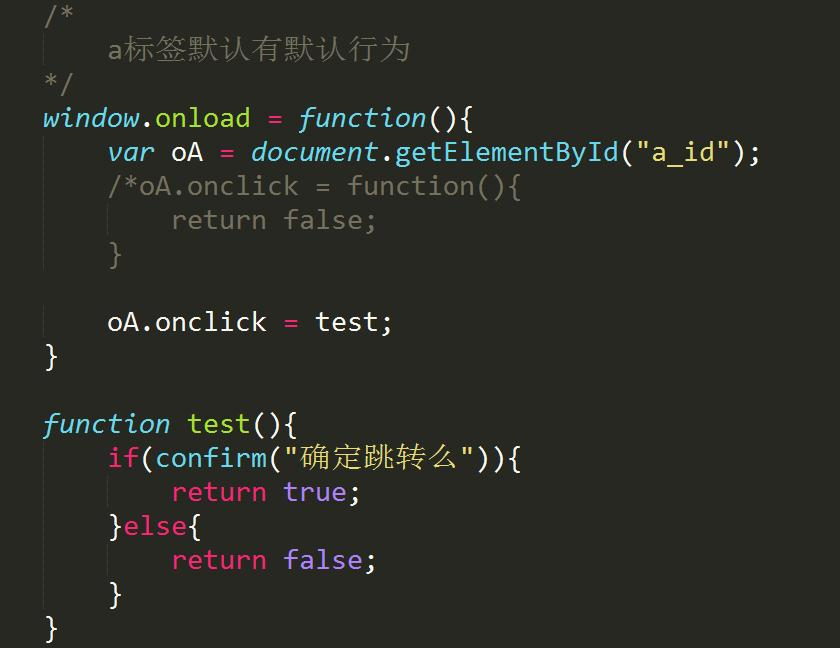 /*
    a标签默认有默认行为
*/
window.onload = function(){
    var oA = document.getElementById("a_id");
    /*oA.onclick = function(){
        return false;
    }
    oA.onclick = test;
}
function test(){
    if(confirm("确定跳转么")){
        return true;
    }else{
        return false;
    }
}